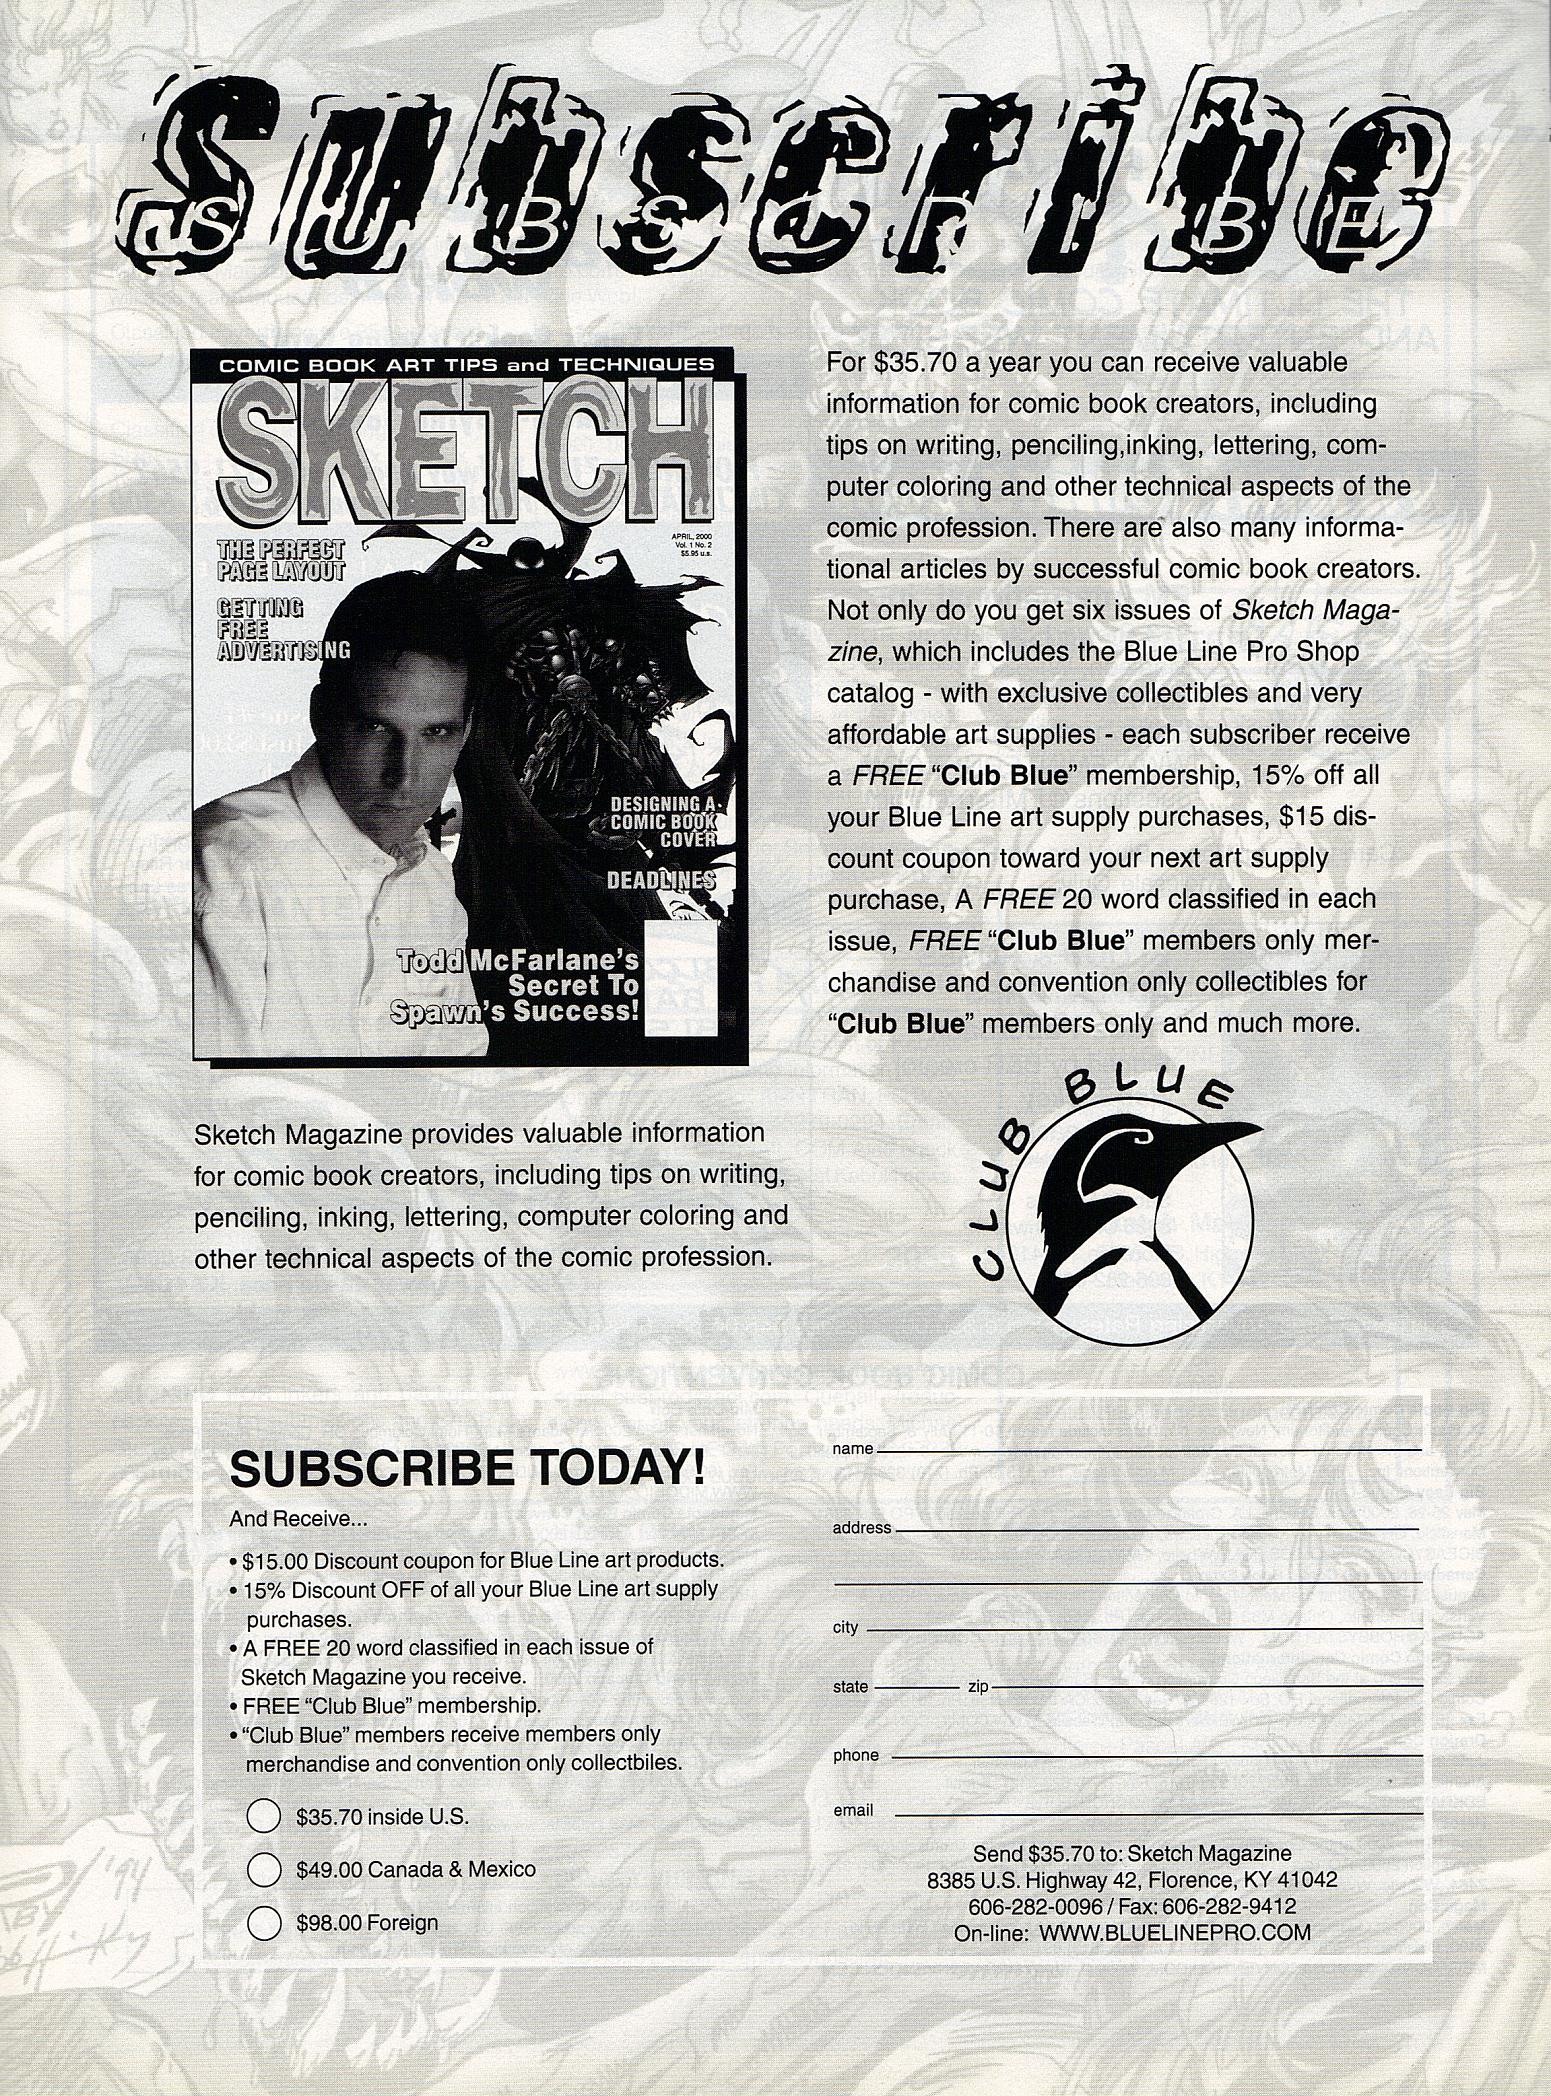 Subscribe
SUBSCRIBE
COMIC BOOK ART TIPS and TECHNIQUES
SKETCH
APRIL, 2000
Vol. 1 No. 2
$5.95 u.s.
THE PERFECT
PAGE LAYOUT
GETTING
FREE
ADVERTISING
DESIGNING A
COMIC BOOK
COVER
DEADLINES
Todd McFarlane's
Secret To
Spawn's Success!
Sketch Magazine provides valuable information
for comic book creators, including tips on writing,
penciling, inking, lettering, computer coloring and
other technical aspects of the comic profession.
For $35.70 a year you can receive valuable
information for comic book creators, including
tips on writing, penciling,inking, lettering, com-
puter coloring and other technical aspects of the
comic profession. There are also many informa-
tional articles by successful comic book creators.
Not only do you get six issues of Sketch Maga-
zine, which includes the Blue Line Pro Shop
catalog - with exclusive collectibles and very
affordable art supplies - each subscriber receive
a FREE “Club Blue” membership, 15% off all
your Blue Line art supply purchases, $15 dis-
count coupon toward your next art supply
purchase, A FREE 20 word classified in each
issue, FREE “Club Blue” members only mer-
chandise and convention only collectibles for
“Club Blue” members only and much more.
CLUB BLUE
SUBSCRIBE TODAY!
And Receive...
• $15.00 Discount coupon for Blue Line art products.
• 15% Discount OFF of all your Blue Line art supply
purchases.
• A FREE 20 word classified in each issue of
Sketch Magazine you receive.
• FREE “Club Blue” membership.
• “Club Blue” members receive members only
merchandise and convention only collectbiles.
$35.70 inside U.S.
$49.00 Canada & Mexico
$98.00 Foreign
name
address
city
state zip
phone
email
Send $35.70 to: Sketch Magazine
8385 U.S. Highway 42, Florence, KY 41042
606-282-0096 / Fax: 606-282-9412
On-line: WWW.BLUELINEPRO.COM
'94